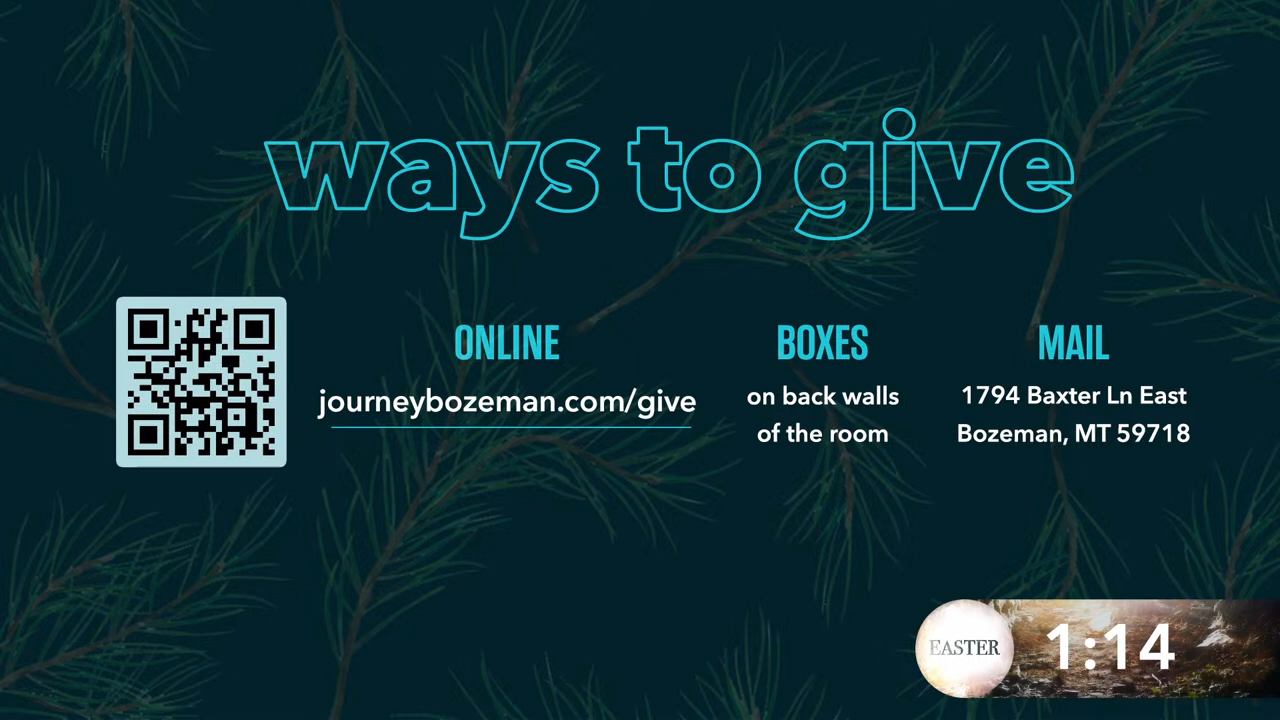 ways to give
ONLINE
journeybozeman.com/give
BOXES
on back walls
of the room
MAIL
1794 Baxter Ln East
Bozeman, MT 59718
EASTER
1:14